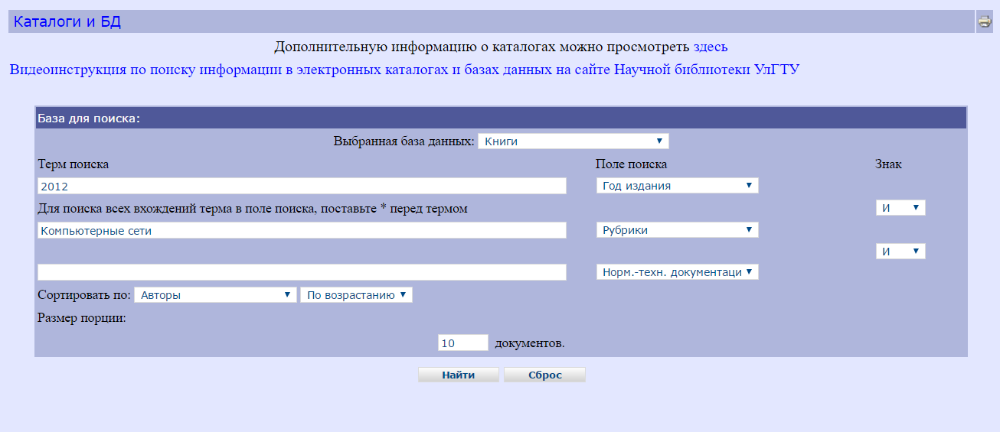 Каталоги и БД
Дополнительную информацию о каталогах можно просмотреть здесь
Видеоинструкция по поиску информации в электронных каталогах и базах данных на сайте Научной библиотеки УлГТУ
База для поиска:
Выбранная база данных: Книги
Терм поиска Поле поиска Знак
2012 Год издания
Для поиска всех вхождений терма в поле поиска, поставьте * перед термом И
Компьютерные сети Рубрики
И
Норм.-техн. документаци
Сортировать по: Авторы По возрастанию
Размер порции:
10 документов.
Найти Сброс